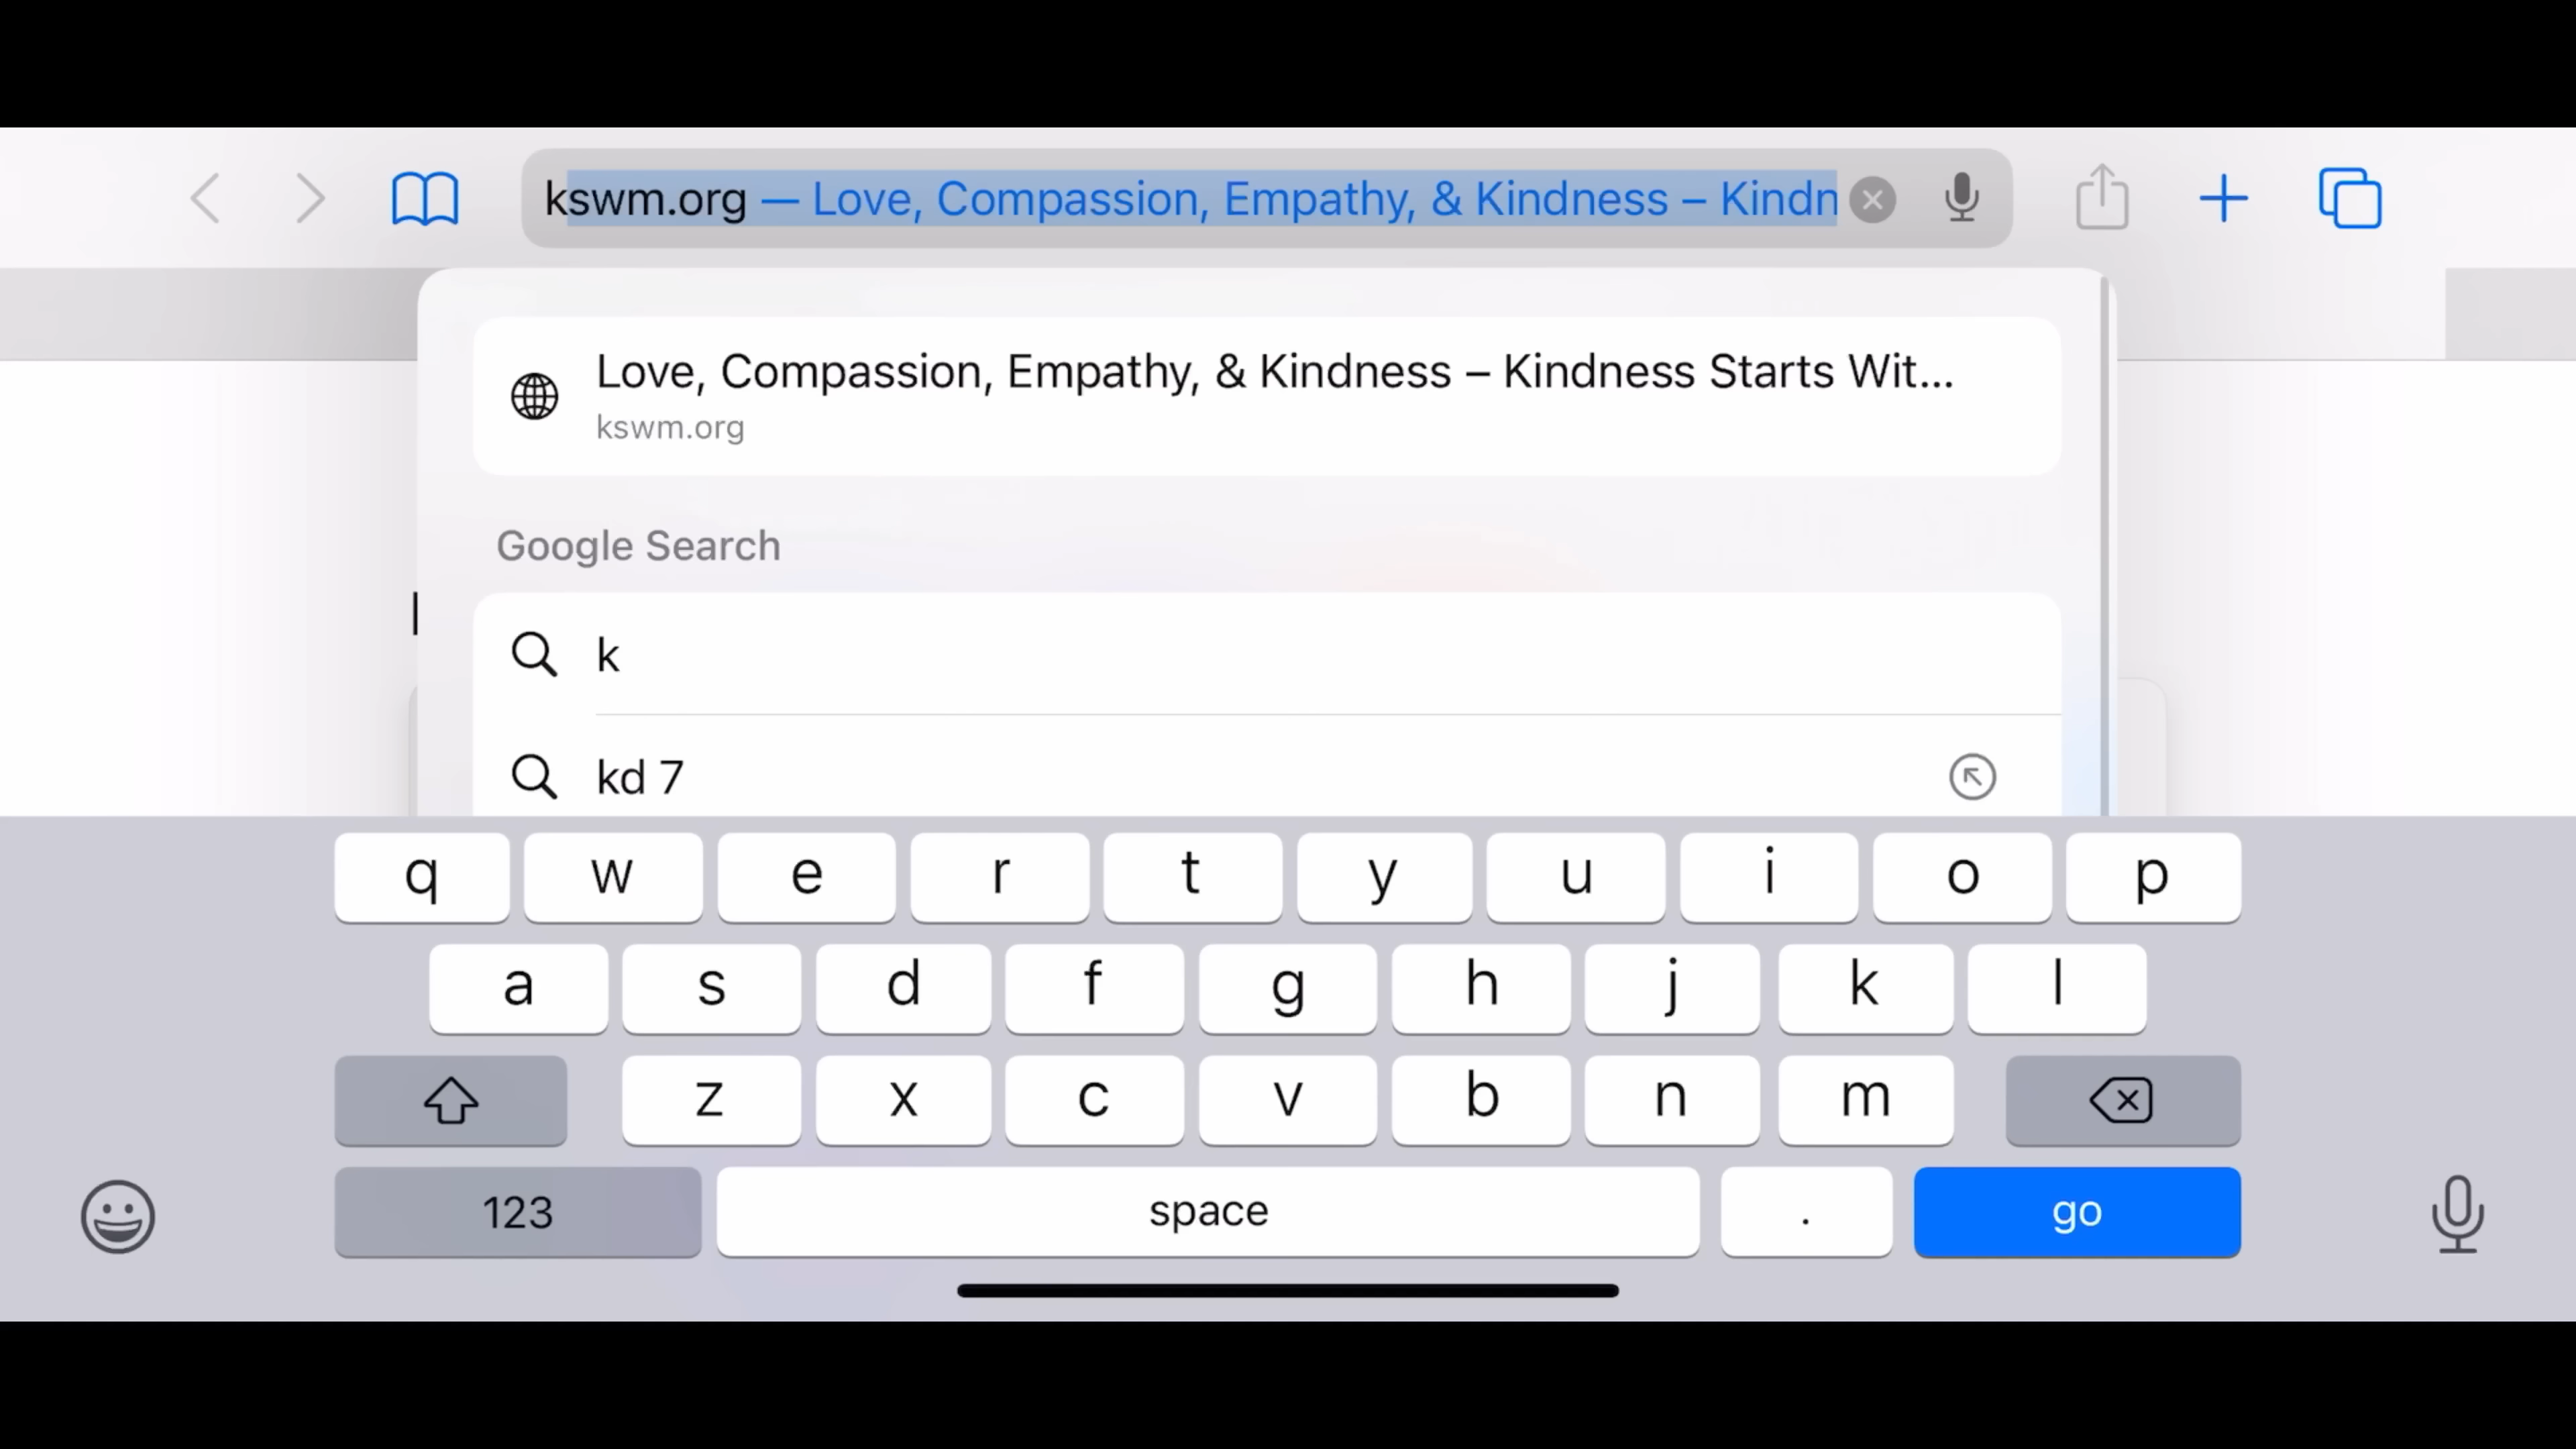 kswm.org — Love, Compassion, Empathy, & Kindness – Kindn
Love, Compassion, Empathy, & Kindness – Kindness Starts Wit...
kswm.org
Google Search
k
kd 7
q w e r t y u i o p
a s d f g h j k l
z x c v b n m
123 space . go